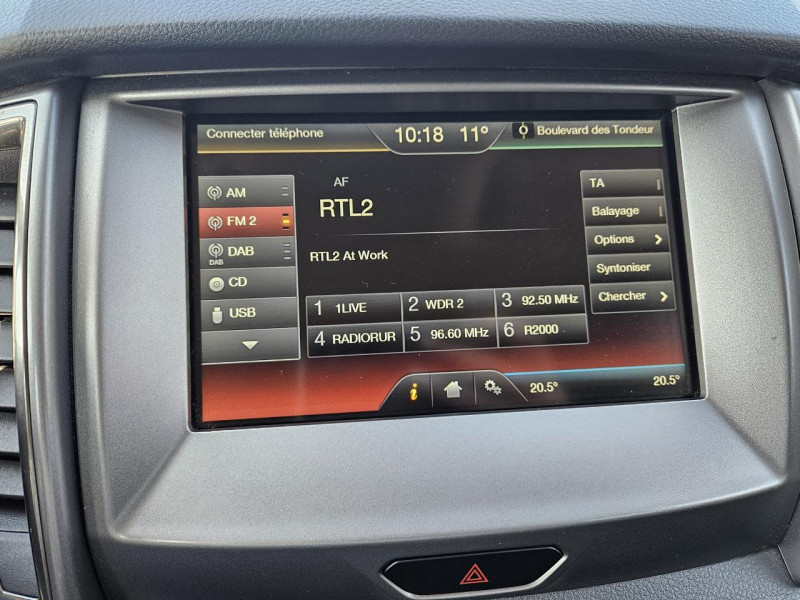 Connecter téléphone
10:18 11°
Boulevard des Tondeur
AM
FM 2
DAB
DAB
CD
USB
AF
RTL2
RTL2 At Work
1 1LIVE
2 WDR 2
3 92.50 MHz
4 RADIORUR
5 96.60 MHz
6 R2000
TA
Balayage
Options
Syntoniser
Chercher
i
20.5°
20.5°